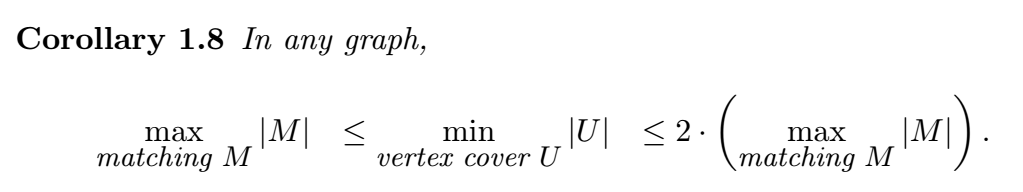 Corollary 1.8 In any graph,
max |M| ≤ min |U| ≤ 2 · ( max |M| ) .
matching M vertex cover U matching M